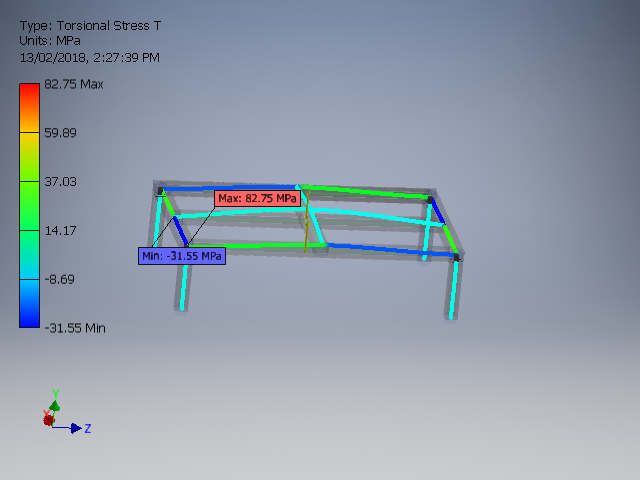 Type: Torsional Stress T
Units: MPa
13/02/2018, 2:27:39 PM
82.75 Max
59.89
37.03
14.17
-8.69
-31.55 Min
Max: 82.75 MPa
Min: -31.55 MPa
Y
X
Z